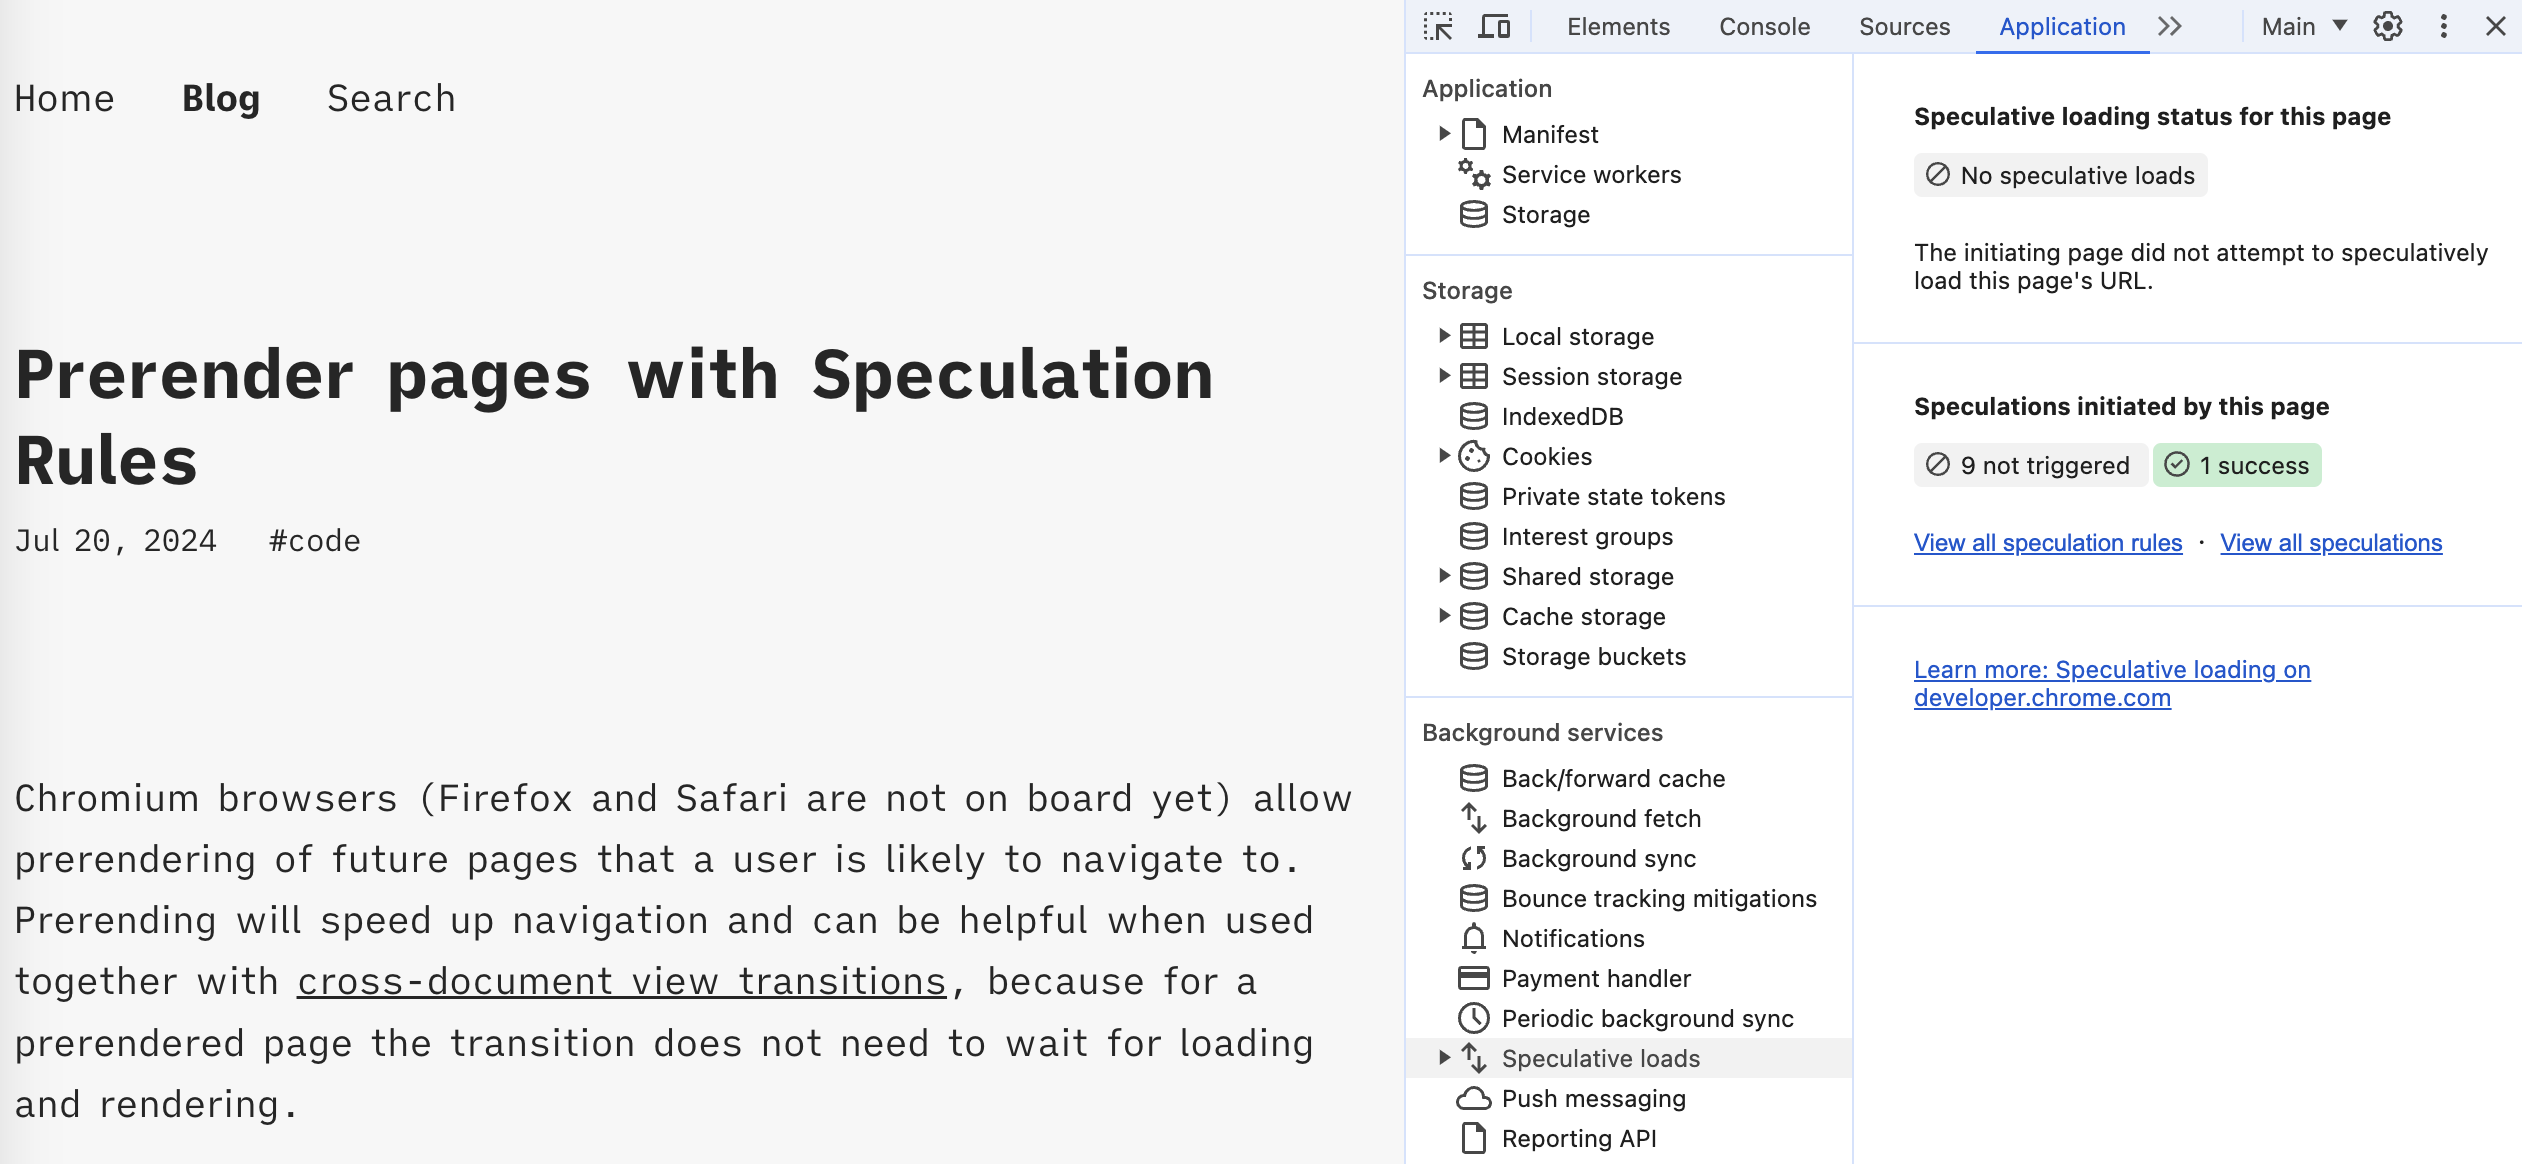 Home Blog Search
Prerender pages with Speculation
Rules
Jul 20, 2024 #code
Chromium browsers (Firefox and Safari are not on board yet) allow
prerendering of future pages that a user is likely to navigate to.
Prerending will speed up navigation and can be helpful when used
together with cross-document view transitions, because for a
prerendered page the transition does not need to wait for loading
and rendering.
Elements Console Sources Application Main
Application
Manifest
Service workers
Storage
Storage
Local storage
Session storage
IndexedDB
Cookies
Private state tokens
Interest groups
Shared storage
Cache storage
Storage buckets
Background services
Back/forward cache
Background fetch
Background sync
Bounce tracking mitigations
Notifications
Payment handler
Periodic background sync
Speculative loads
Push messaging
Reporting API
Speculative loading status for this page
No speculative loads
The initiating page did not attempt to speculatively
load this page's URL.
Speculations initiated by this page
9 not triggered 1 success
View all speculation rules · View all speculations
Learn more: Speculative loading on
developer.chrome.com